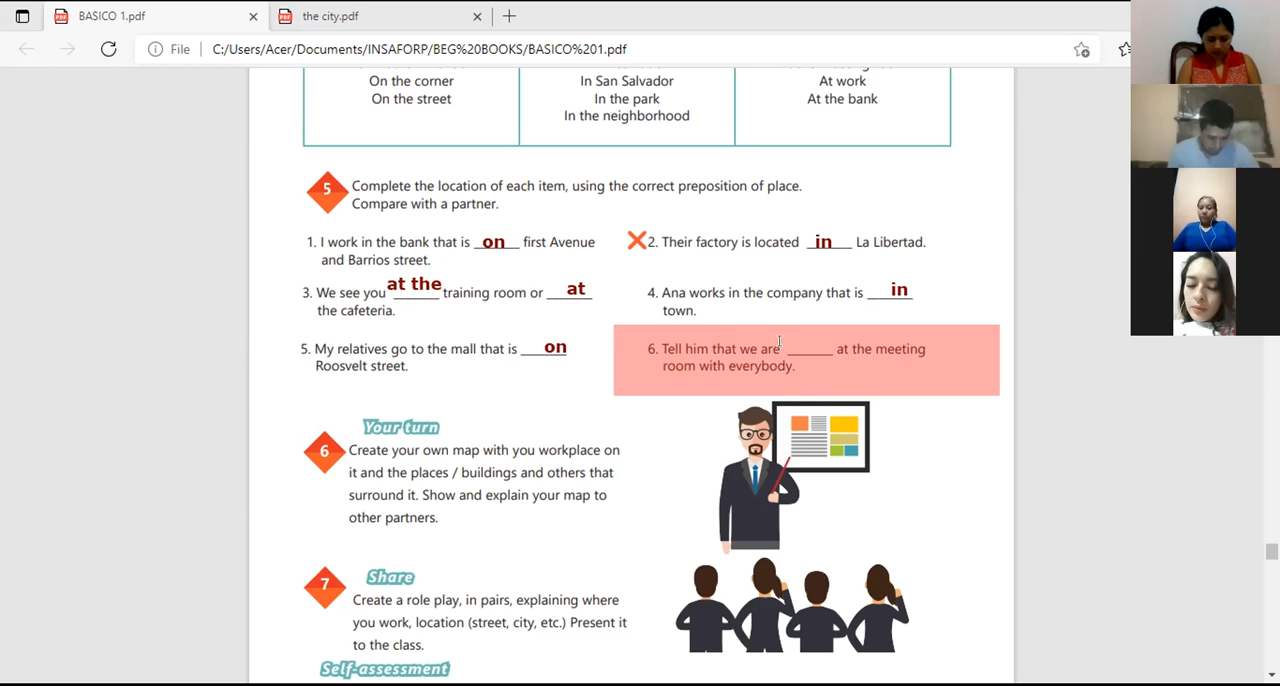 BASICO 1.pdf
the city.pdf
File
C:/Users/Acer/Documents/INSAFORP/BEG%20BOOKS/BASICO%201.pdf
On the corner
On the street
In San Salvador
In the park
In the neighborhood
At work
At the bank
5
Complete the location of each item, using the correct preposition of place.
Compare with a partner.
1. I work in the bank that is on first Avenue
and Barrios street.
2. Their factory is located in La Libertad.
3. We see you at the training room or at
the cafeteria.
4. Ana works in the company that is in
town.
5. My relatives go to the mall that is on
Roosvelt street.
6. Tell him that we are ______ at the meeting
room with everybody.
Your turn
6
Create your own map with you workplace on
it and the places / buildings and others that
surround it. Show and explain your map to
other partners.
Share
7
Create a role play, in pairs, explaining where
you work, location (street, city, etc.) Present it
to the class.
Self-assessment